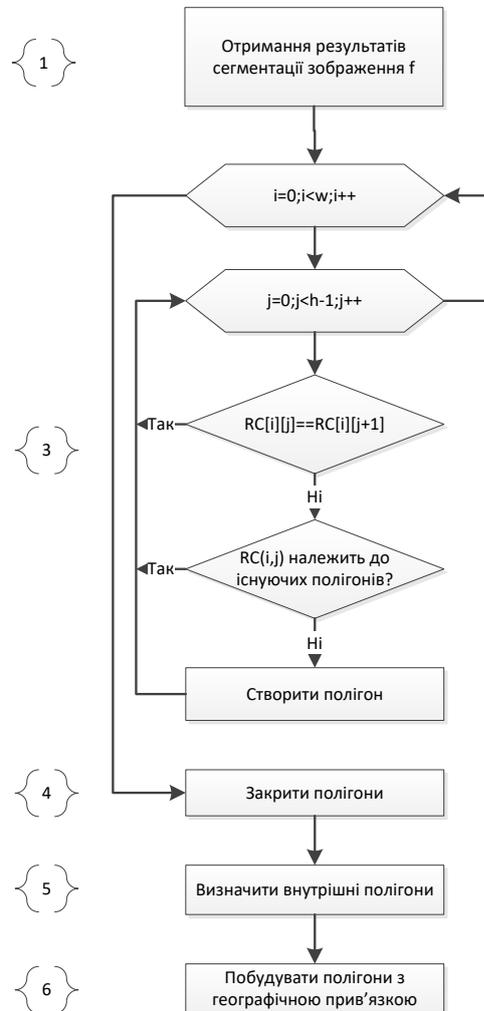 1
Отримання результатів
сегментації зображення f
i=0;i<w;i++
j=0;j<h-1;j++
3
RC[i][j]==RC[i][j+1]
Так
Ні
RC(i,j) належить до
існуючих полігонів?
Так
Ні
Створити полігон
4
Закрити полігони
5
Визначити внутрішні полігони
6
Побудувати полігони з
географічною прив’язкою